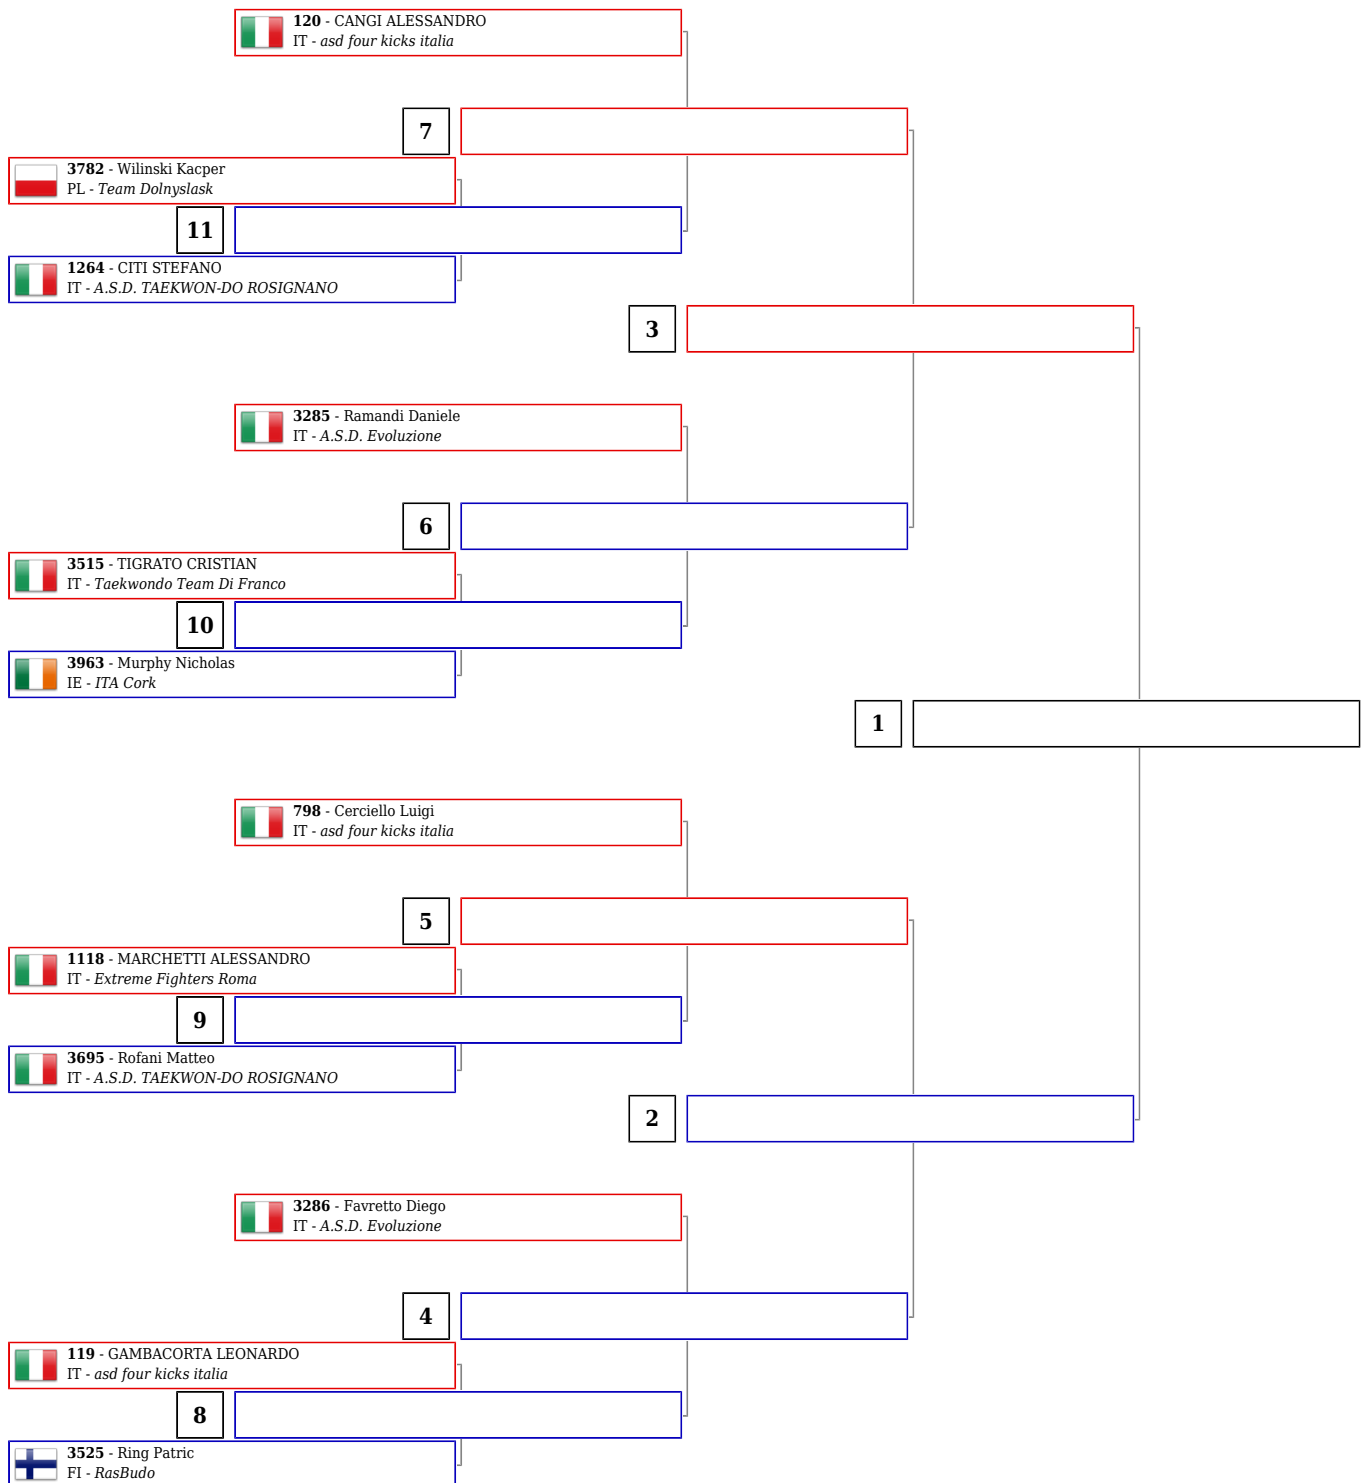 120 - CANGI ALESSANDRO
IT - asd four kicks italia
7
3782 - Wilinski Kacper
PL - Team Dolnyslask
11
1264 - CITI STEFANO
IT - A.S.D. TAEKWON-DO ROSIGNANO
3
3285 - Ramandi Daniele
IT - A.S.D. Evoluzione
6
3515 - TIGRATO CRISTIAN
IT - Taekwondo Team Di Franco
10
3963 - Murphy Nicholas
IE - ITA Cork
1
798 - Cerciello Luigi
IT - asd four kicks italia
5
1118 - MARCHETTI ALESSANDRO
IT - Extreme Fighters Roma
9
3695 - Rofani Matteo
IT - A.S.D. TAEKWON-DO ROSIGNANO
2
3286 - Favretto Diego
IT - A.S.D. Evoluzione
4
119 - GAMBACORTA LEONARDO
IT - asd four kicks italia
8
3525 - Ring Patric
FI - RasBudo